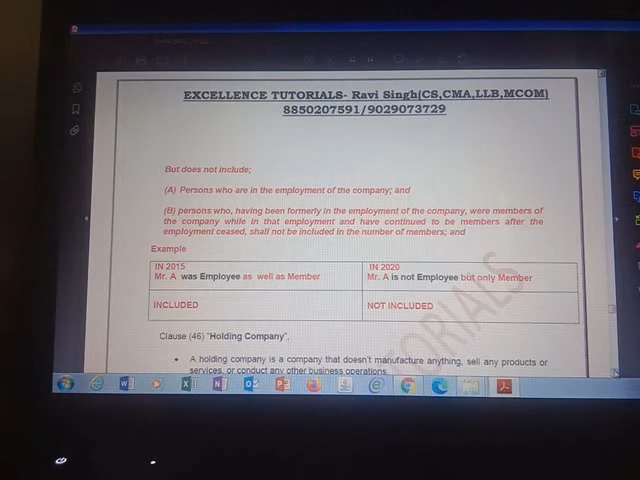 EXCELLENCE TUTORIALS- Ravi Singh(CS,CMA,LLB,MCOM)
8850207591/9029073729
But does not include;
(A) Persons who are in the employment of the company; and
(B) persons who, having been formerly in the employment of the company, were members of
the company while in that employment and have continued to be members after the
employment ceased, shall not be included in the number of members; and
Example
IN 2015
Mr. A was Employee as well as Member
IN 2020
Mr. A is not Employee but only Member
INCLUDED
NOT INCLUDED
Clause (46) "Holding Company",
• A holding company is a company that doesn't manufacture anything, sell any products or
services, or conduct any other business operations.
TORIALS